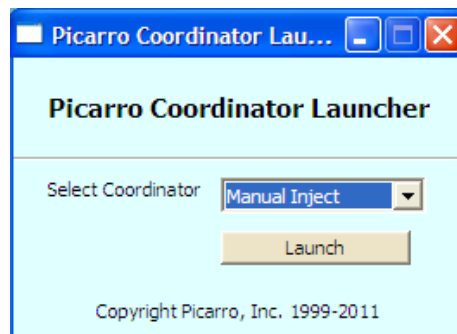 Picarro Coordinator Lau...
Picarro Coordinator Launcher
Select Coordinator Manual Inject
Launch
Copyright Picarro, Inc. 1999-2011